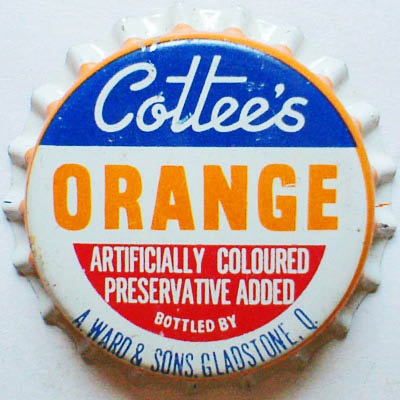 Cottee's
ORANGE
ARTIFICIALLY COLOURED
PRESERVATIVE ADDED
BOTTLED BY
A. WARD & SONS. GLADSTONE, Q.